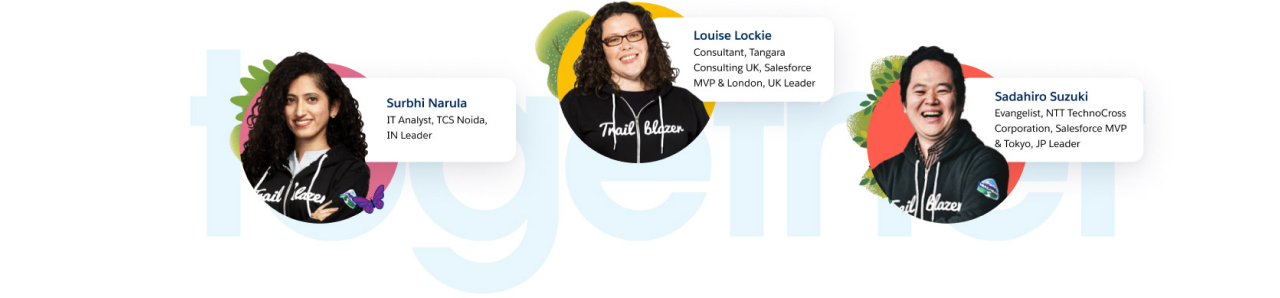 Louise Lockie
Consultant, Tangara
Consulting UK, Salesforce
MVP & London, UK Leader
Surbhi Narula
IT Analyst, TCS Noida,
IN Leader
Sadahiro Suzuki
Evangelist, NTT TechnoCross
Corporation, Salesforce MVP
& Tokyo, JP Leader
together
Trail Blazer
Trail Blazer
Trail Blazer